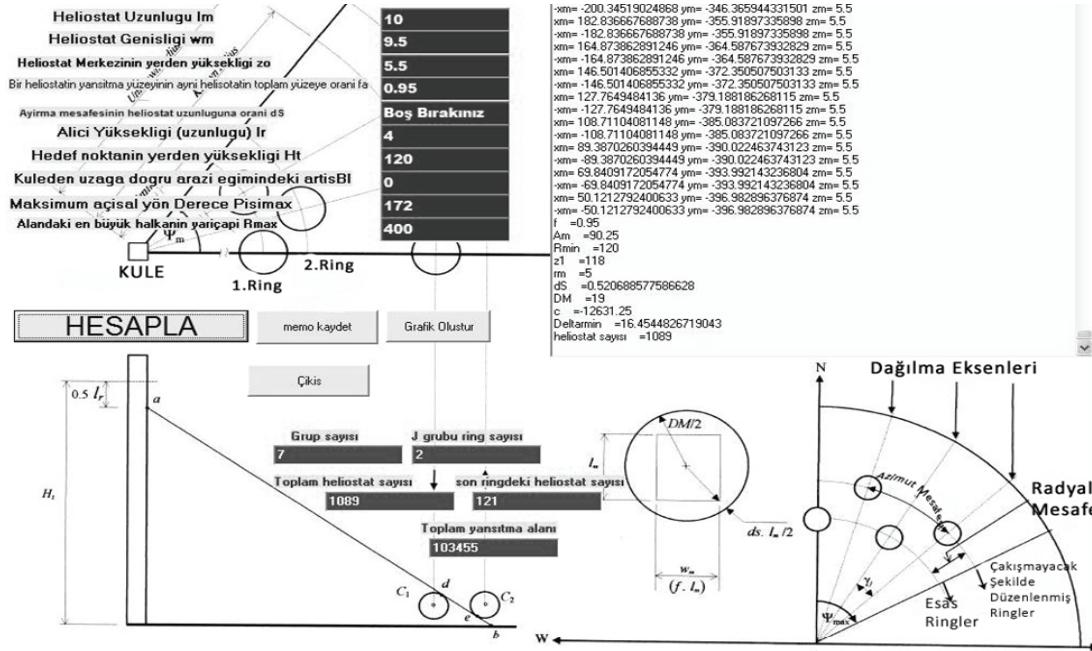 Heliostat Uzunlugu lm
10
Heliostat Genisligi wm
9.5
Heliostat Merkezinin yerden yüksekligi zo
5.5
Bir heliostatin yansitma yüzeyinin ayni helisotatin toplam yüzeye orani fa
0.95
Ayirma mesafesinin heliostat uzunluguna orani dS
Boş Bırakınız
Alici Yüksekligi (uzunlugu) lr
4
Hedef noktanin yerden yüksekligi Ht
120
Kuleden uzaga dogru arazi egimindeki artisBl
0
Maksimum açisal yön Derece Pisimax
172
Alandaki en büyük halkanin yariçapi Rmax
400
Ψm
KULE
1.Ring
2.Ring
-xm= -200.34519024868 ym= -346.365944331501 zm= 5.5
xm= 182.836667688738 ym= -355.91897335898 zm= 5.5
-xm= -182.836667688738 ym= -355.91897335898 zm= 5.5
xm= 164.873862891246 ym= -364.587673932829 zm= 5.5
-xm= -164.873862891246 ym= -364.587673932829 zm= 5.5
xm= 146.501406855332 ym= -372.350507503133 zm= 5.5
-xm= -146.501406855332 ym= -372.350507503133 zm= 5.5
xm= 127.7649484136 ym= -379.188186268115 zm= 5.5
-xm= -127.7649484136 ym= -379.188186268115 zm= 5.5
xm= 108.71104081148 ym= -385.083721097266 zm= 5.5
-xm= -108.71104081148 ym= -385.083721097266 zm= 5.5
xm= 89.3870260394449 ym= -390.022463743123 zm= 5.5
-xm= -89.3870260394449 ym= -390.022463743123 zm= 5.5
xm= 69.8409172054774 ym= -393.992143236804 zm= 5.5
-xm= -69.8409172054774 ym= -393.992143236804 zm= 5.5
xm= 50.1212792400633 ym= -396.982896376874 zm= 5.5
-xm= -50.1212792400633 ym= -396.982896376874 zm= 5.5
f =0.95
Am =90.25
Rmin =120
z1 =118
rm =5
dS =0.520688577586628
DM =19
c =-12631.25
Deltarmin =16.4544826719043
heliostat sayısı =1089
HESAPLA
memo kaydet
Grafik Olustur
Çikis
0.5 lr
a
Ht
C1
d
C2
e
b
Grup sayısı
7
J grubu ring sayısı
2
Toplam heliostat sayısı
1089
son ringdeki heliostat sayısı
121
Toplam yansıtma alanı
103455
DM/2
lm
ds. lm/2
wm
(f. lm)
N
Dağılma Eksenleri
Azimut Mesafesi
Radyal
Mesafe
γj
Ψmax
Esas
Ringler
Çakışmayacak
Şekilde
Düzenlenmiş
Ringler
W